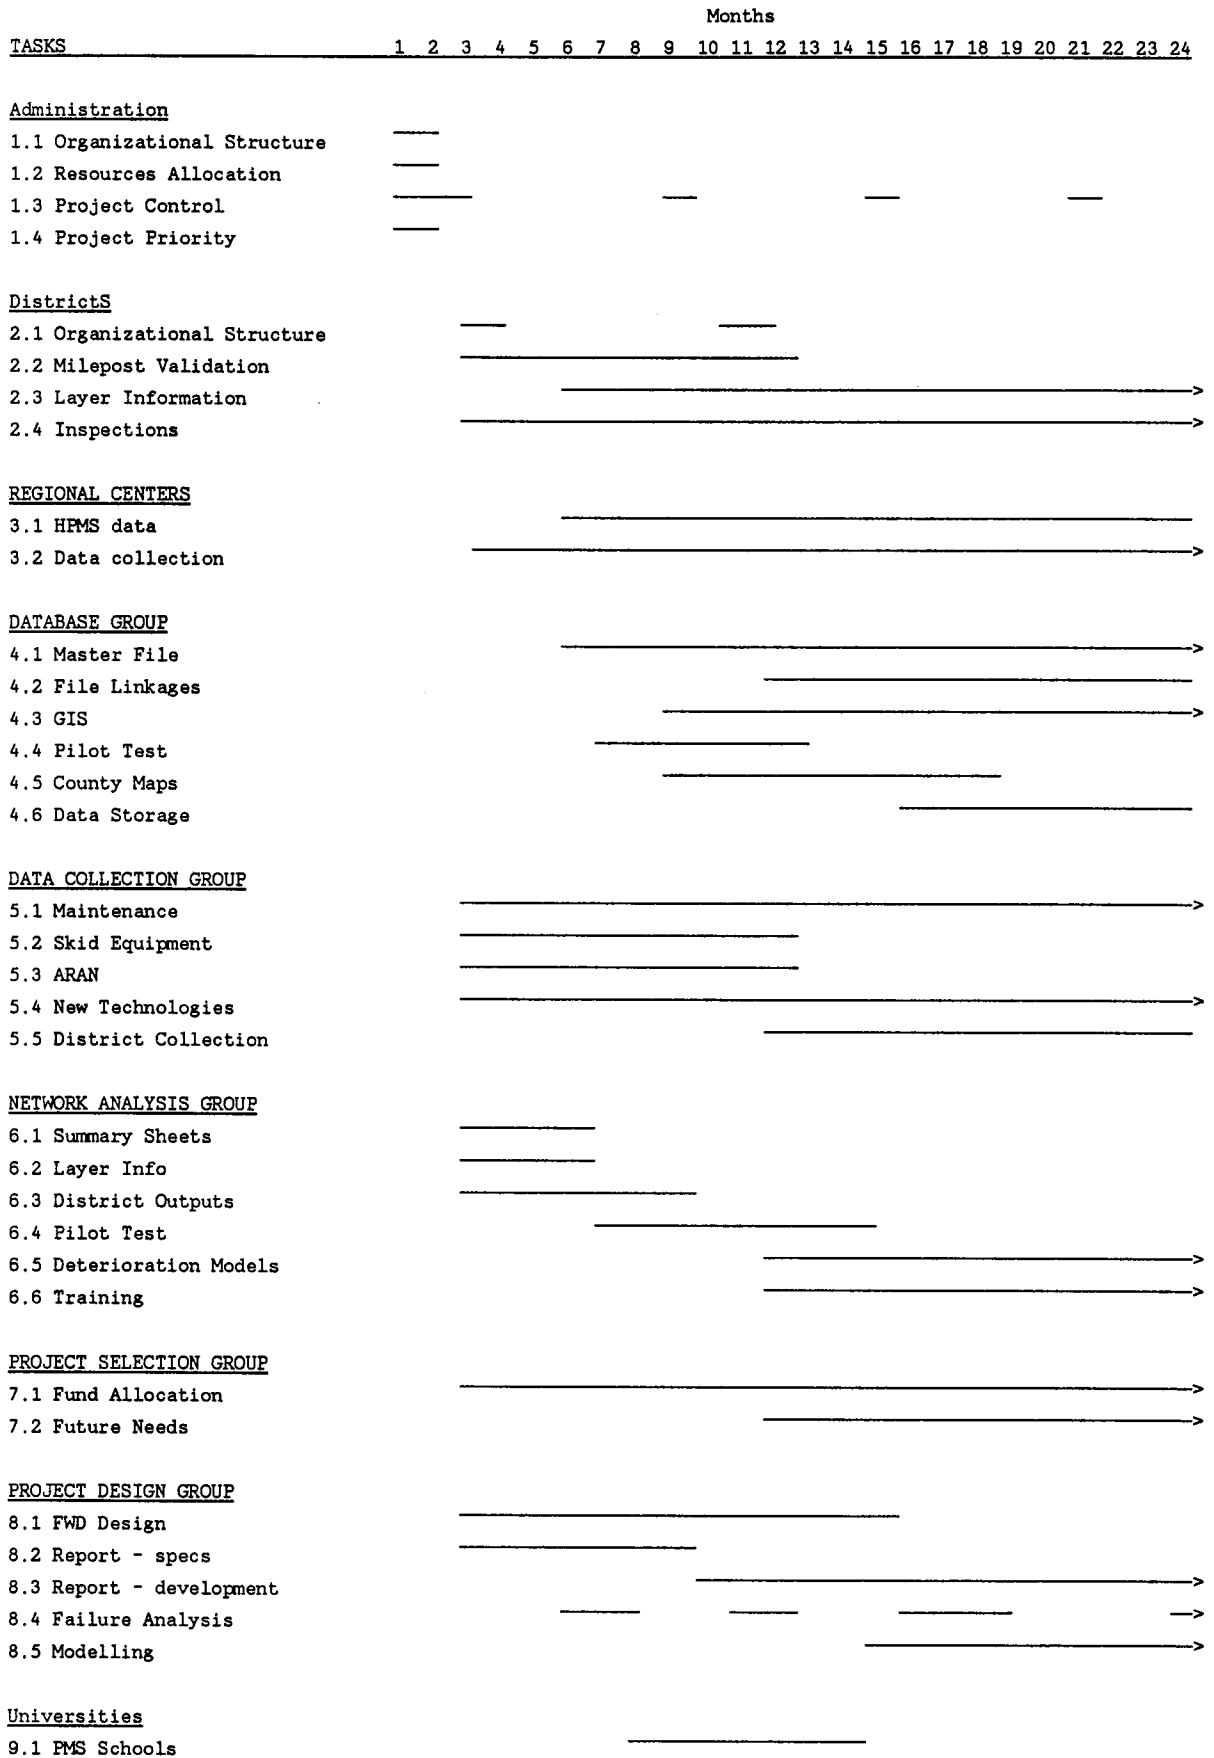 Months
TASKS 1 2 3 4 5 6 7 8 9 10 11 12 13 14 15 16 17 18 19 20 21 22 23 24
Administration
1.1 Organizational Structure
1.2 Resources Allocation
1.3 Project Control
1.4 Project Priority
DistrictS
2.1 Organizational Structure
2.2 Milepost Validation
2.3 Layer Information
2.4 Inspections
REGIONAL CENTERS
3.1 HPMS data
3.2 Data collection
DATABASE GROUP
4.1 Master File
4.2 File Linkages
4.3 GIS
4.4 Pilot Test
4.5 County Maps
4.6 Data Storage
DATA COLLECTION GROUP
5.1 Maintenance
5.2 Skid Equipment
5.3 ARAN
5.4 New Technologies
5.5 District Collection
NETWORK ANALYSIS GROUP
6.1 Summary Sheets
6.2 Layer Info
6.3 District Outputs
6.4 Pilot Test
6.5 Deterioration Models
6.6 Training
PROJECT SELECTION GROUP
7.1 Fund Allocation
7.2 Future Needs
PROJECT DESIGN GROUP
8.1 FWD Design
8.2 Report - specs
8.3 Report - development
8.4 Failure Analysis
8.5 Modelling
Universities
9.1 PMS Schools